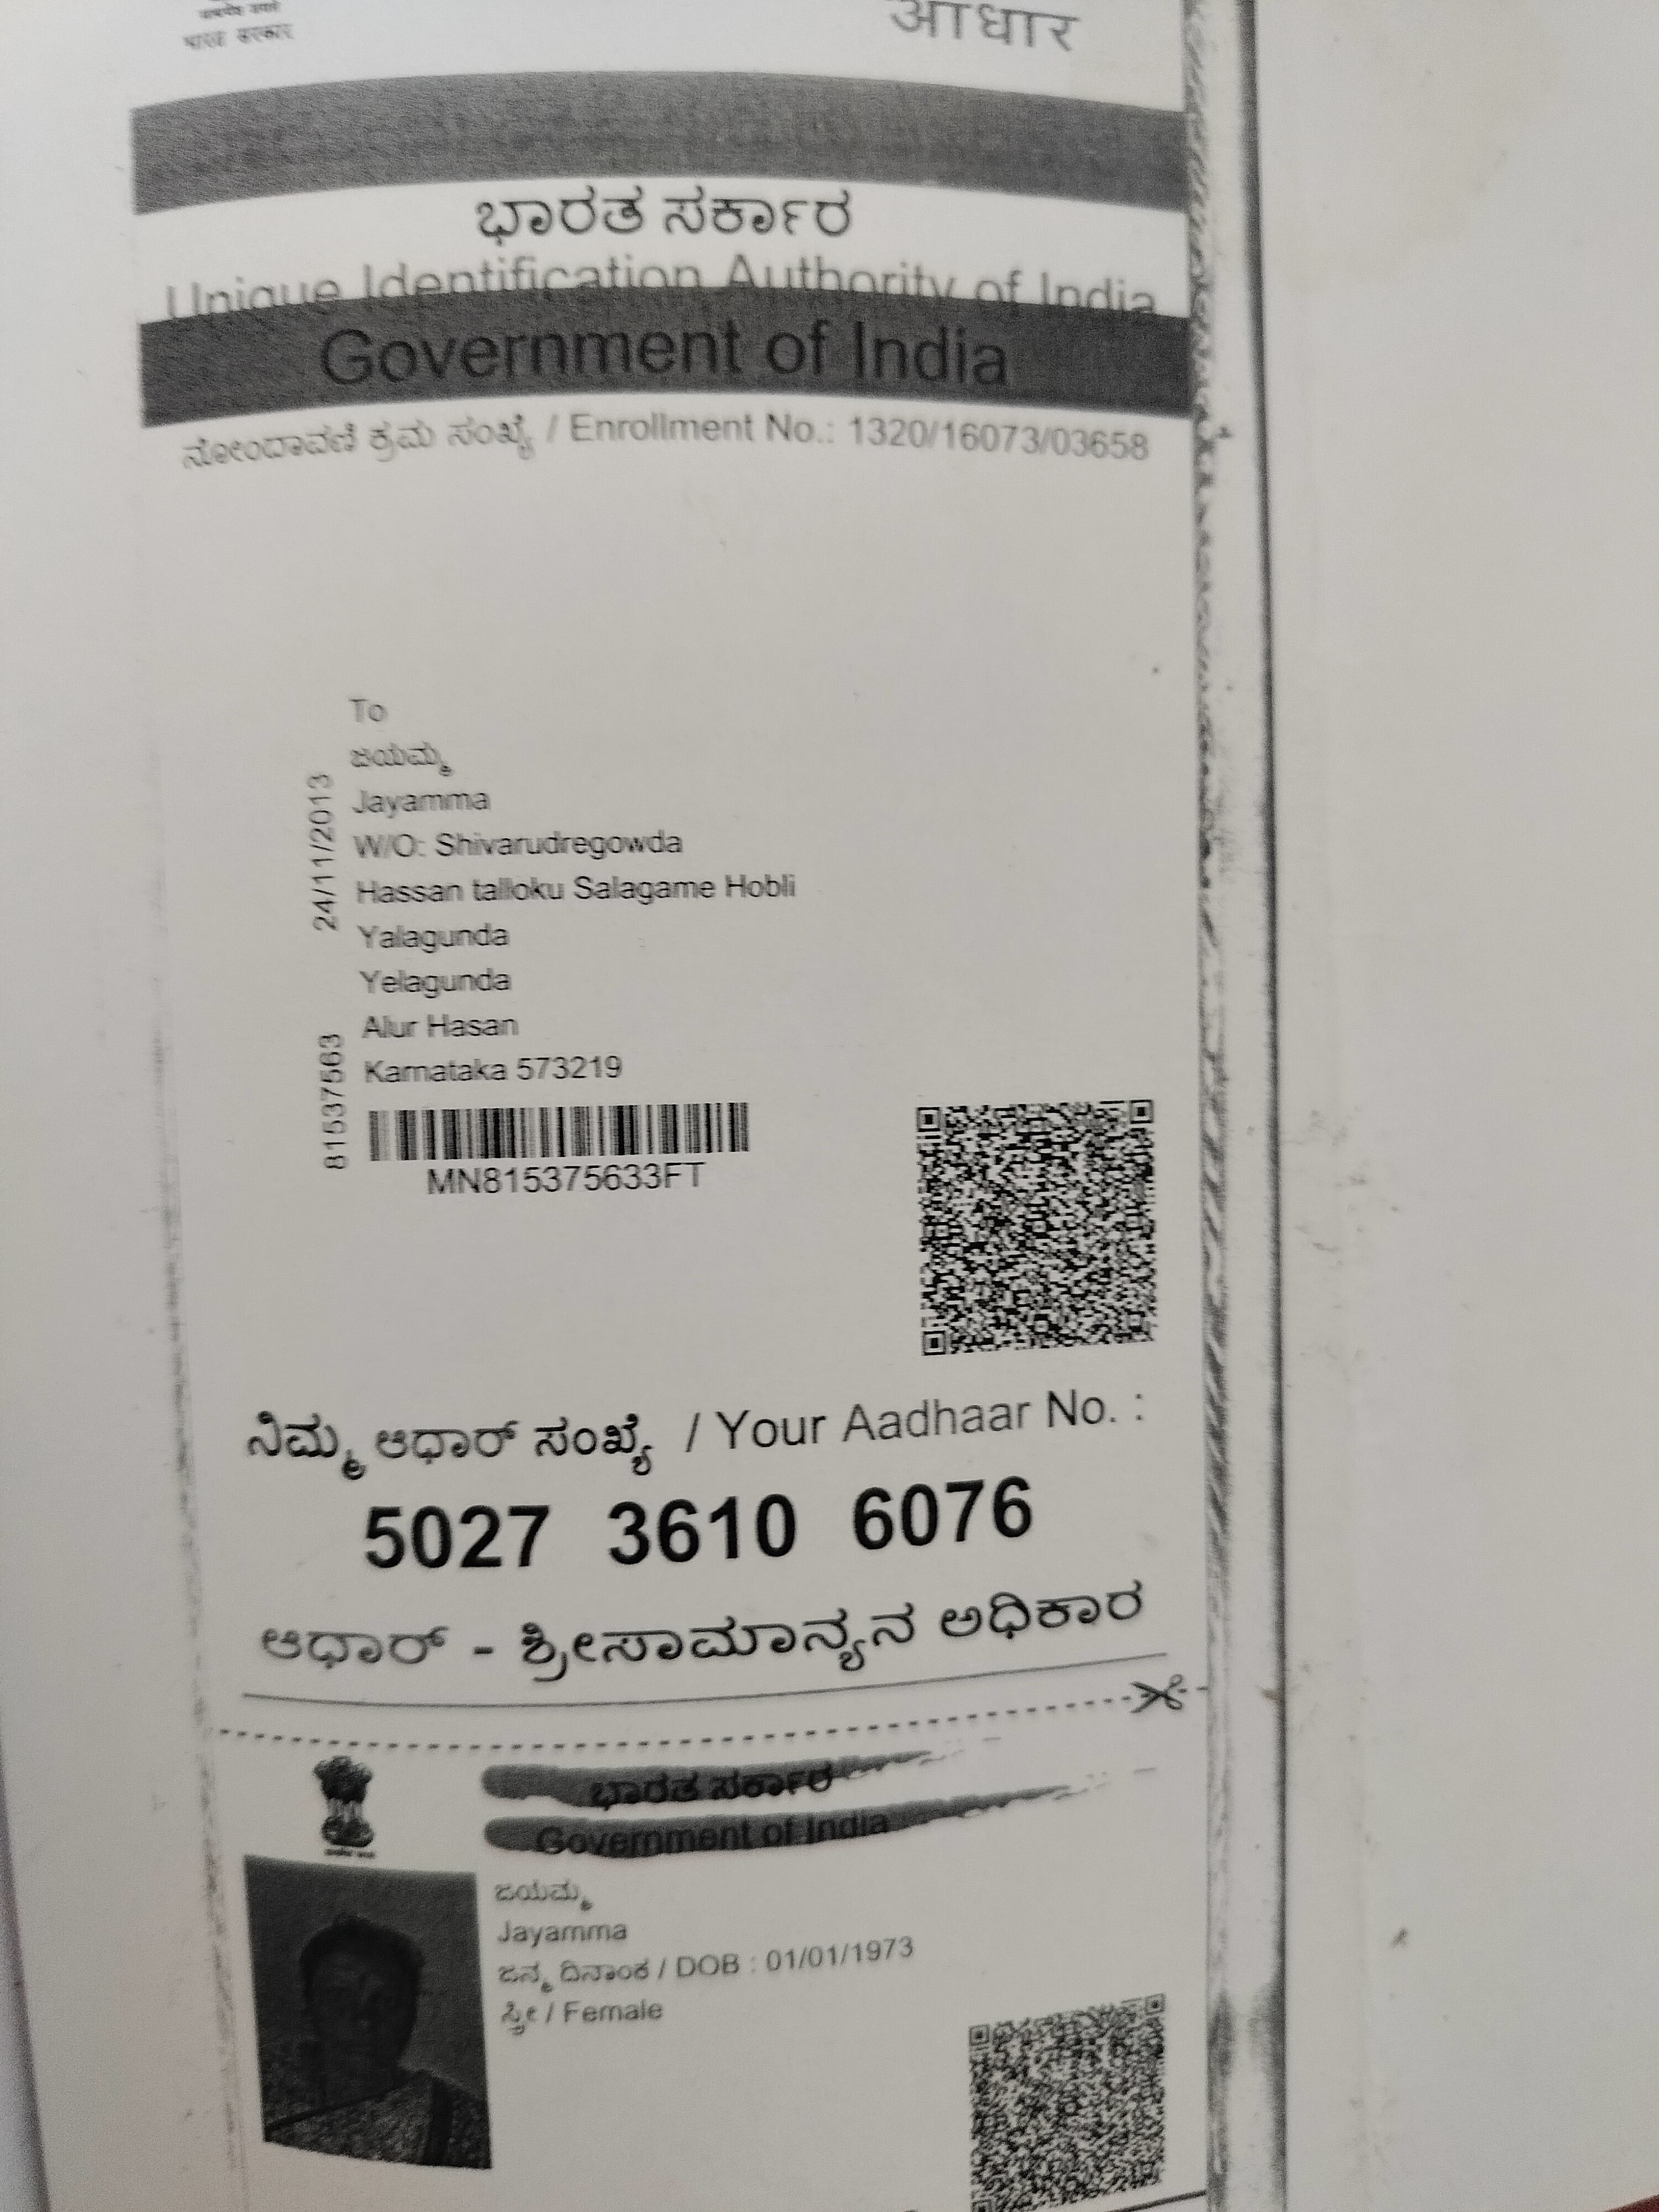 भारत सरकार
आधार
ಭಾರತ ಸರ್ಕಾರ
Unique Identification Authority of India
Government of India
ನೋಂದಾವಣಿ ಕ್ರಮ ಸಂಖ್ಯೆ / Enrollment No.: 1320/16073/03658
To
ಜಯಮ್ಮ
Jayamma
W/O: Shivarudregowda
Hassan talloku Salagame Hobli
Yalagunda
Yelagunda
Alur Hasan
Karnataka 573219
24/11/2013
81537563
MN815375633FT
ನಿಮ್ಮ ಆಧಾರ್ ಸಂಖ್ಯೆ / Your Aadhaar No. :
5027 3610 6076
ಆಧಾರ್ - ಶ್ರೀಸಾಮಾನ್ಯನ ಅಧಿಕಾರ
ಭಾರತ ಸರ್ಕಾರ
Government of India
ಜಯಮ್ಮ
Jayamma
ಜನ್ಮ ದಿನಾಂಕ / DOB : 01/01/1973
ಸ್ತ್ರೀ / Female